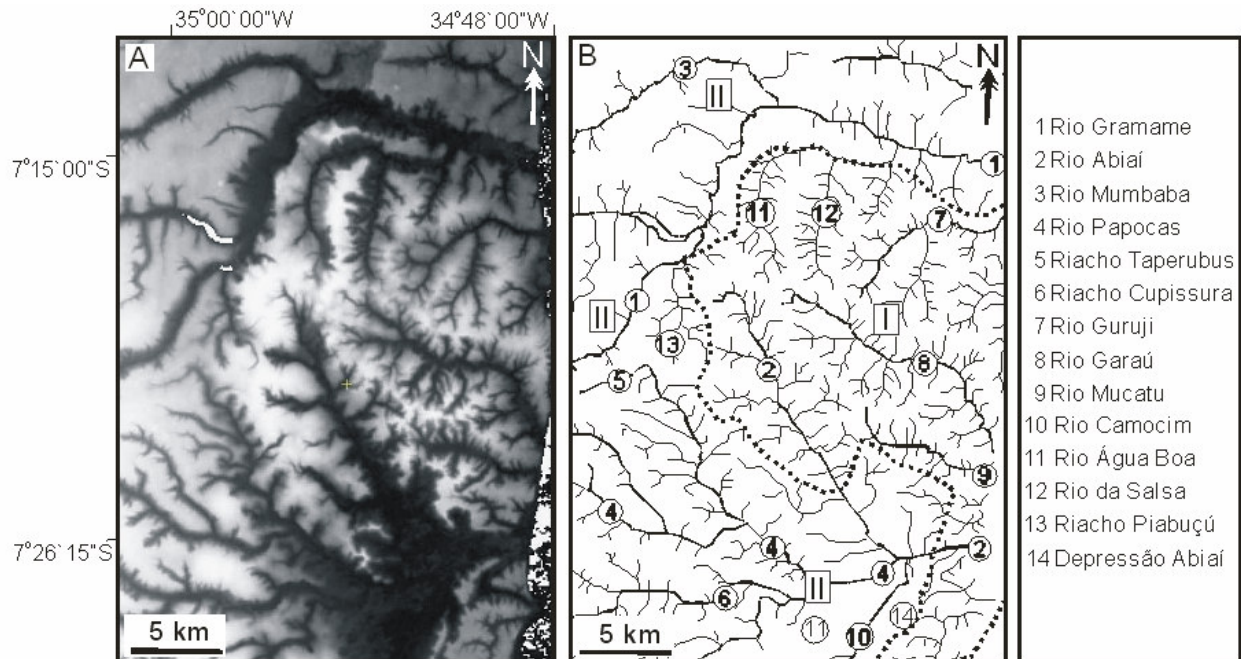 35°00`00"W
34°48`00"W
A
N
B
N
7°15`00"S
7°26`15"S
5 km
5 km
3
II
1
11
12
7
II
1
13
I
5
2
8
9
4
4
4
2
II
6
11
14
10
1 Rio Gramame
2 Rio Abiaí
3 Rio Mumbaba
4 Rio Papocas
5 Riacho Taperubus
6 Riacho Cupissura
7 Rio Guruji
8 Rio Garaú
9 Rio Mucatu
10 Rio Camocim
11 Rio Água Boa
12 Rio da Salsa
13 Riacho Piabuçú
14 Depressão Abiaí